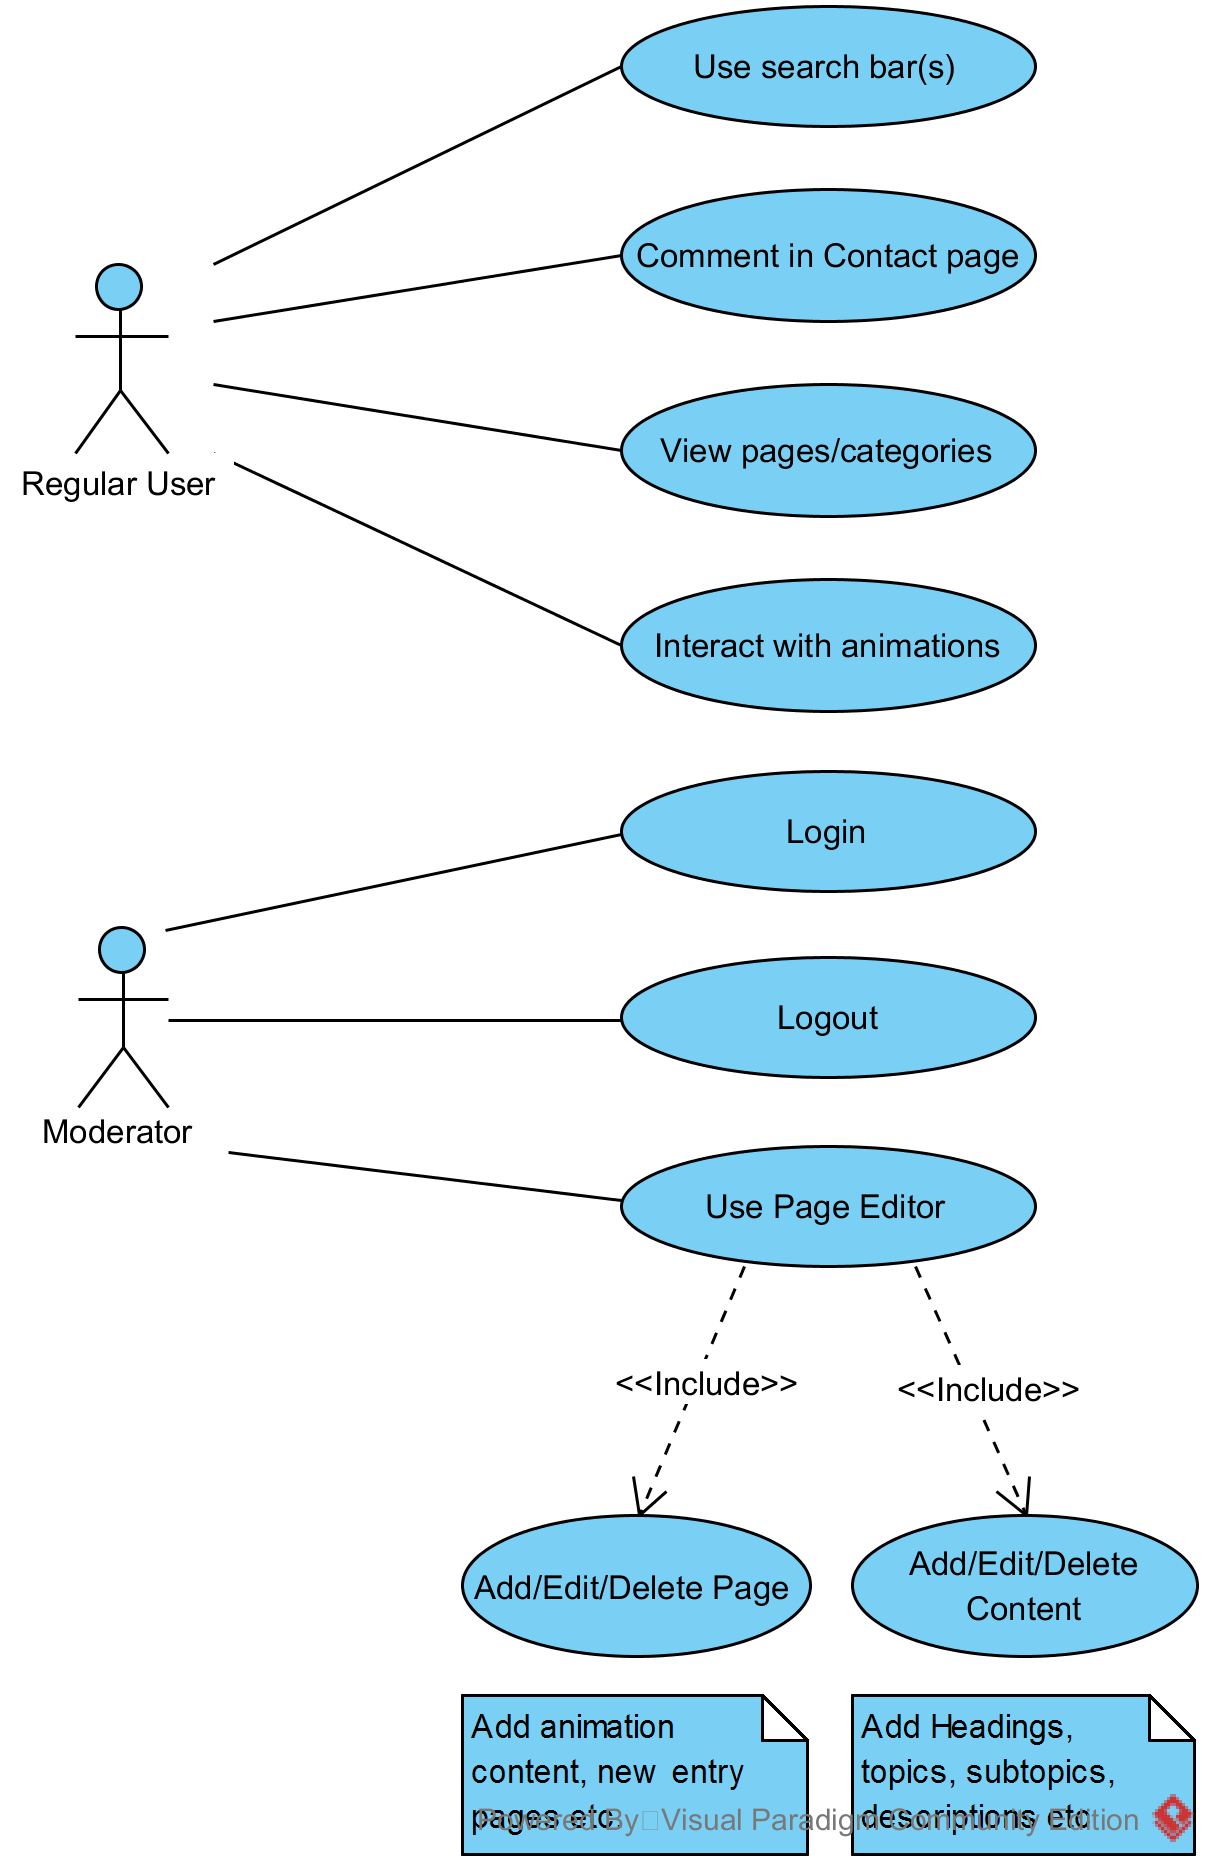 Use search bar(s)
Comment in Contact page
View pages/categories
Regular User
Interact with animations
Login
Logout
Moderator
Use Page Editor
<<Include>>
<<Include>>
Add/Edit/Delete Page
Add/Edit/Delete
Content
Add animation
content, new entry
pages etc
Add Headings,
topics, subtopics,
descriptions etc
Powered By Visual Paradigm Community Edition